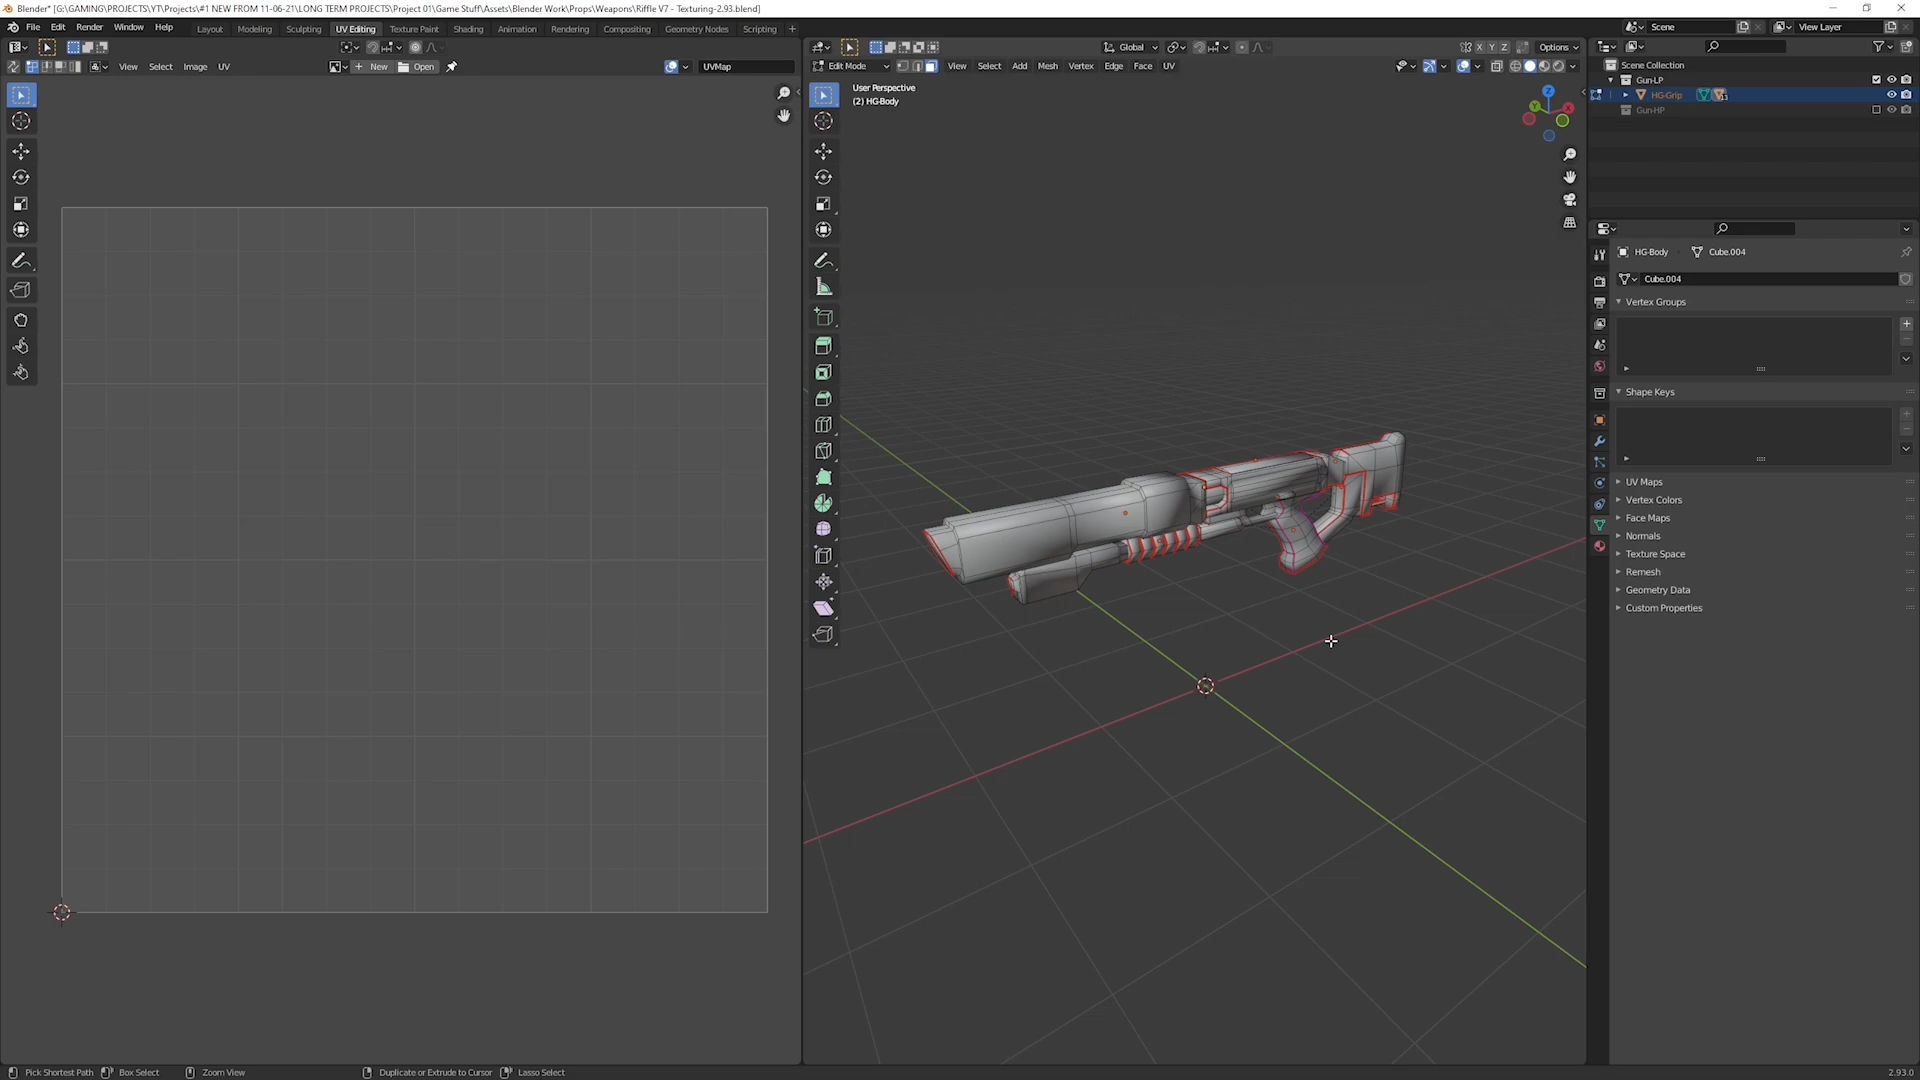 Blender* [G:\GAMING\PROJECTS\YT\Projects\#1 NEW FROM 11-06-21\LONG TERM PROJECTS\Project 01\Game Stuff\Assets\Blender Work\Props\Weapons\Riffle V7 - Texturing-2.93.blend]
File Edit Render Window Help Layout Modeling Sculpting UV Editing Texture Paint Shading Animation Rendering Compositing Geometry Nodes Scripting + Scene View Layer
Global X Y Z Options
View Select Image UV New Open UVMap Edit Mode View Select Add Mesh Vertex Edge Face UV
Scene Collection
Gun-LP
HG-Grip 13
Gun-HP
User Perspective
(2) HG-Body
Z
Y X
HG-Body Cube.004
Cube.004
Vertex Groups
Shape Keys
UV Maps
Vertex Colors
Face Maps
Normals
Texture Space
Remesh
Geometry Data
Custom Properties
Pick Shortest Path Box Select Zoom View Duplicate or Extrude to Cursor Lasso Select 2.93.0